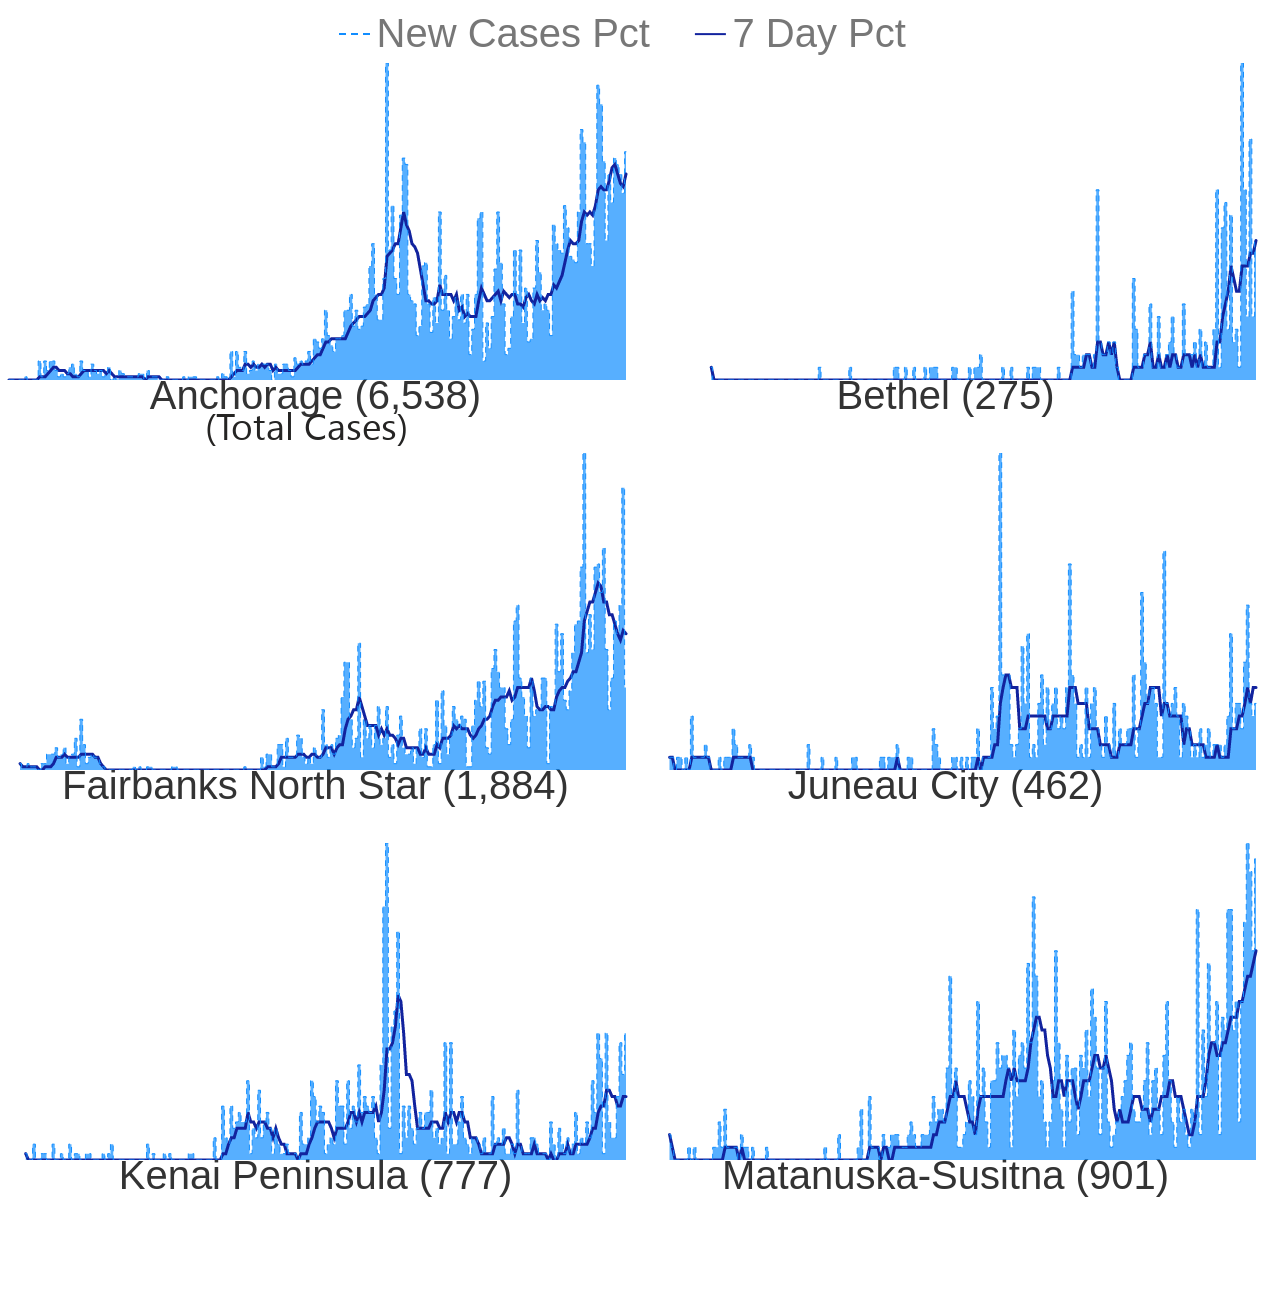 New Cases Pct 7 Day Pct
Anchorage (6,538) Bethel (275)
(Total Cases)
Fairbanks North Star (1,884) Juneau City (462)
Kenai Peninsula (777) Matanuska-Susitna (901)